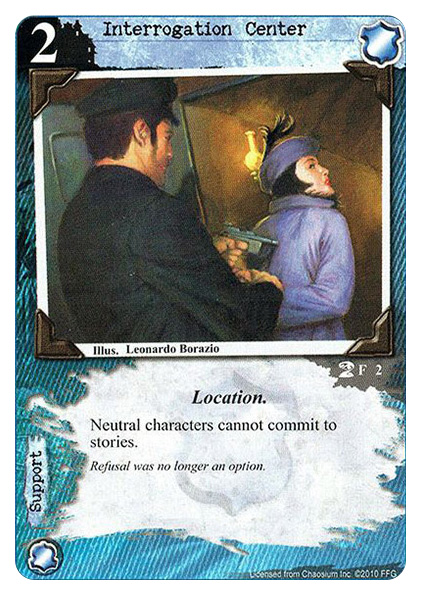 2
Interrogation Center
Illus. Leonardo Borazio
F 2
Location.
Neutral characters cannot commit to
stories.
Refusal was no longer an option.
Support
Licensed from Chaosium Inc. ©2010 FFG